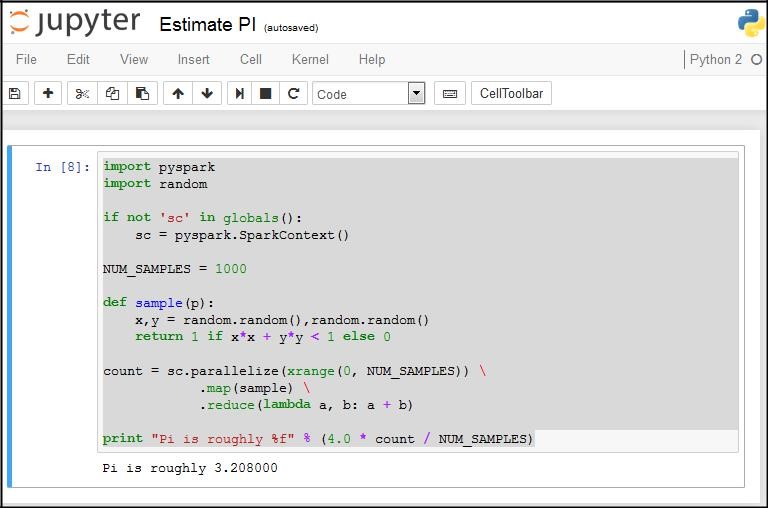 jupyter Estimate PI (autosaved)
File Edit View Insert Cell Kernel Help Python 2
Code CellToolbar
In [8]: import pyspark
import random
if not 'sc' in globals():
    sc = pyspark.SparkContext()
NUM_SAMPLES = 1000
def sample(p):
    x,y = random.random(),random.random()
    return 1 if x*x + y*y < 1 else 0
count = sc.parallelize(xrange(0, NUM_SAMPLES)) \
            .map(sample) \
            .reduce(lambda a, b: a + b)
print "Pi is roughly %f" % (4.0 * count / NUM_SAMPLES)
Pi is roughly 3.208000